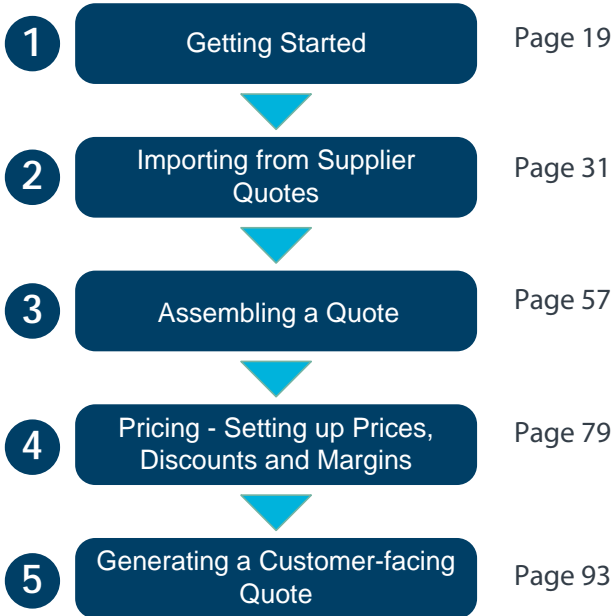 1
Getting Started
Page 19
2
Importing from Supplier
Quotes
Page 31
3
Assembling a Quote
Page 57
4
Pricing - Setting up Prices,
Discounts and Margins
Page 79
5
Generating a Customer-facing
Quote
Page 93